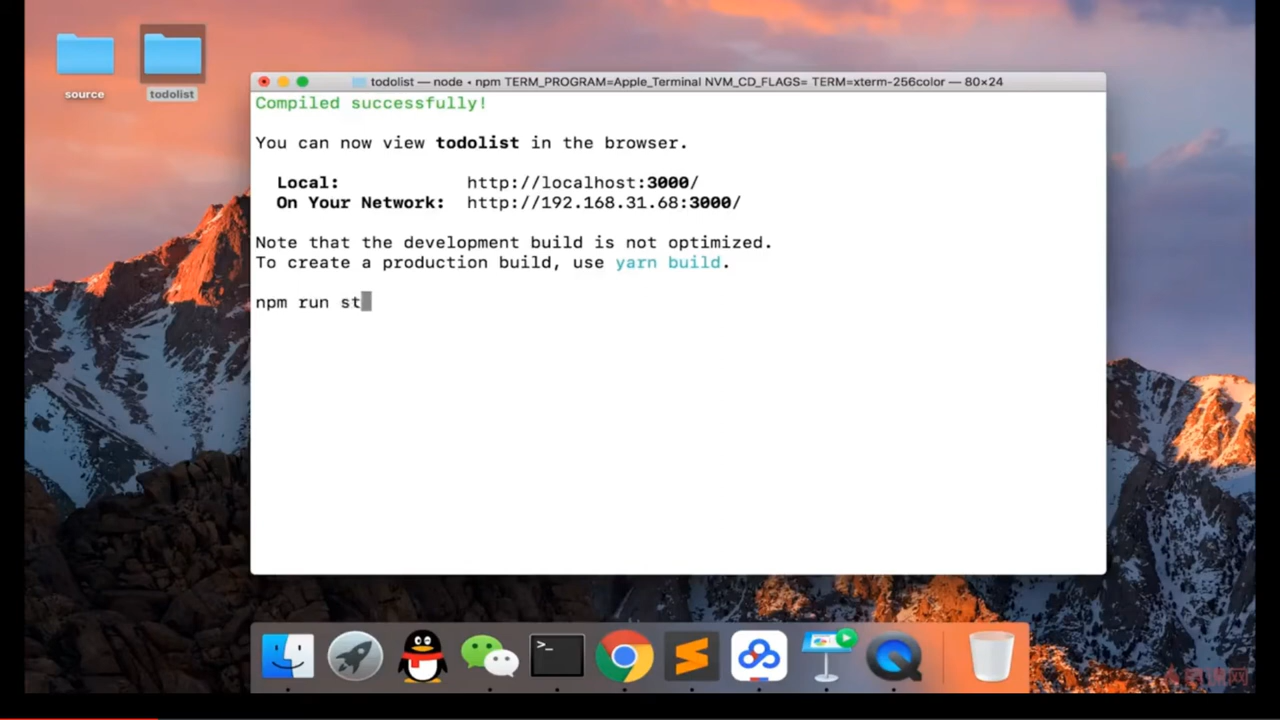 source
todolist
todolist — node • npm TERM_PROGRAM=Apple_Terminal NVM_CD_FLAGS= TERM=xterm-256color — 80×24
Compiled successfully!
You can now view todolist in the browser.
Local: http://localhost:3000/
On Your Network: http://192.168.31.68:3000/
Note that the development build is not optimized.
To create a production build, use yarn build.
npm run st
>_